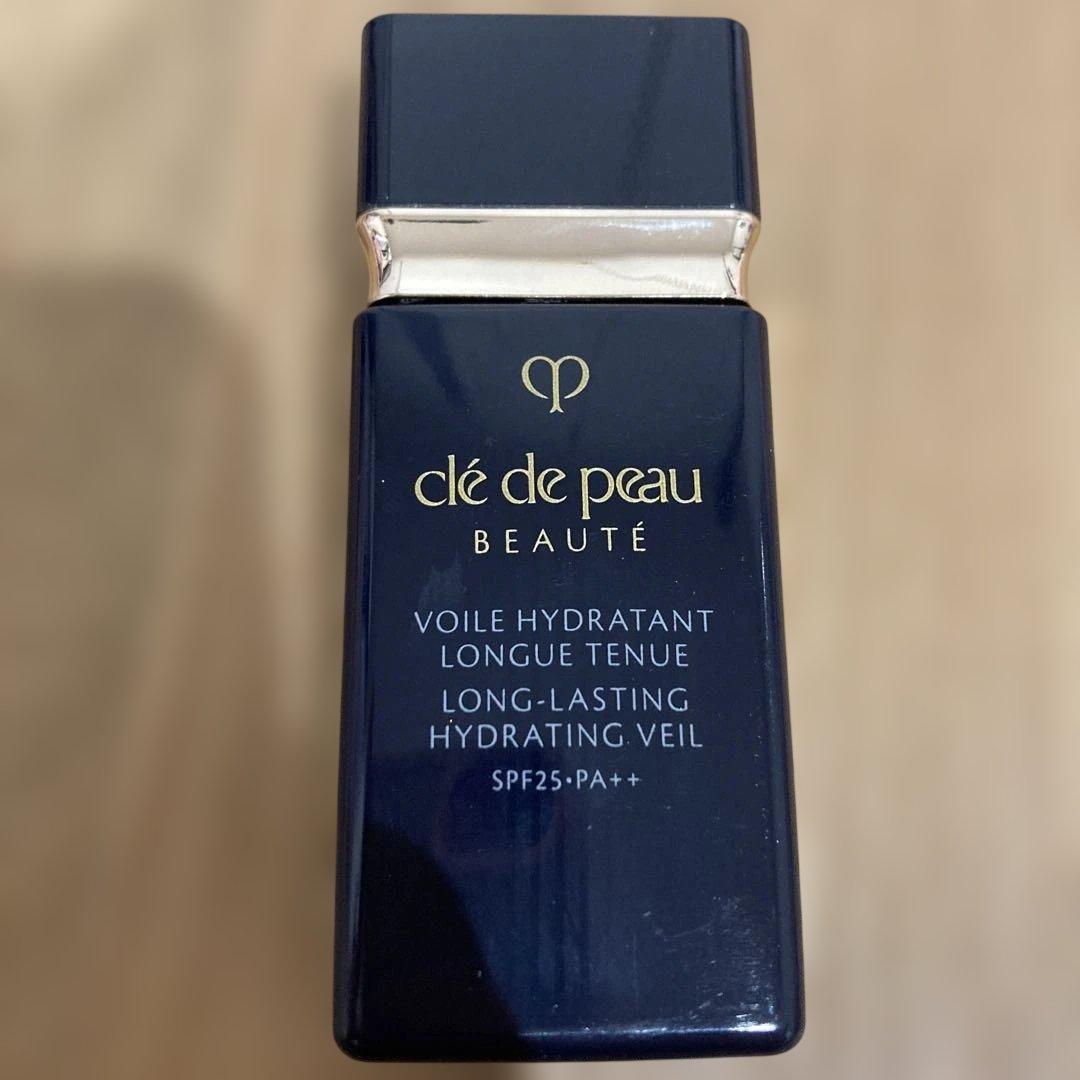 clé de peau
BEAUTÉ
VOILE HYDRATANT
LONGUE TENUE
LONG-LASTING
HYDRATING VEIL
SPF25·PA++